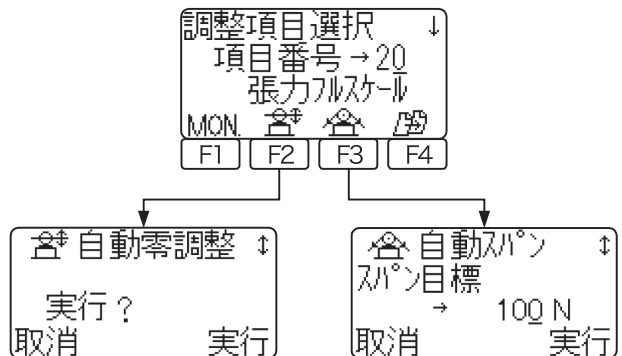 調整項目選択 ↓
項目番号→20
張力フルスケール
MON.
F1 F2 F3 F4
自動零調整 ↕
実行?
取消 実行
自動スパン ↕
スパン目標
→ 100 N
取消 実行